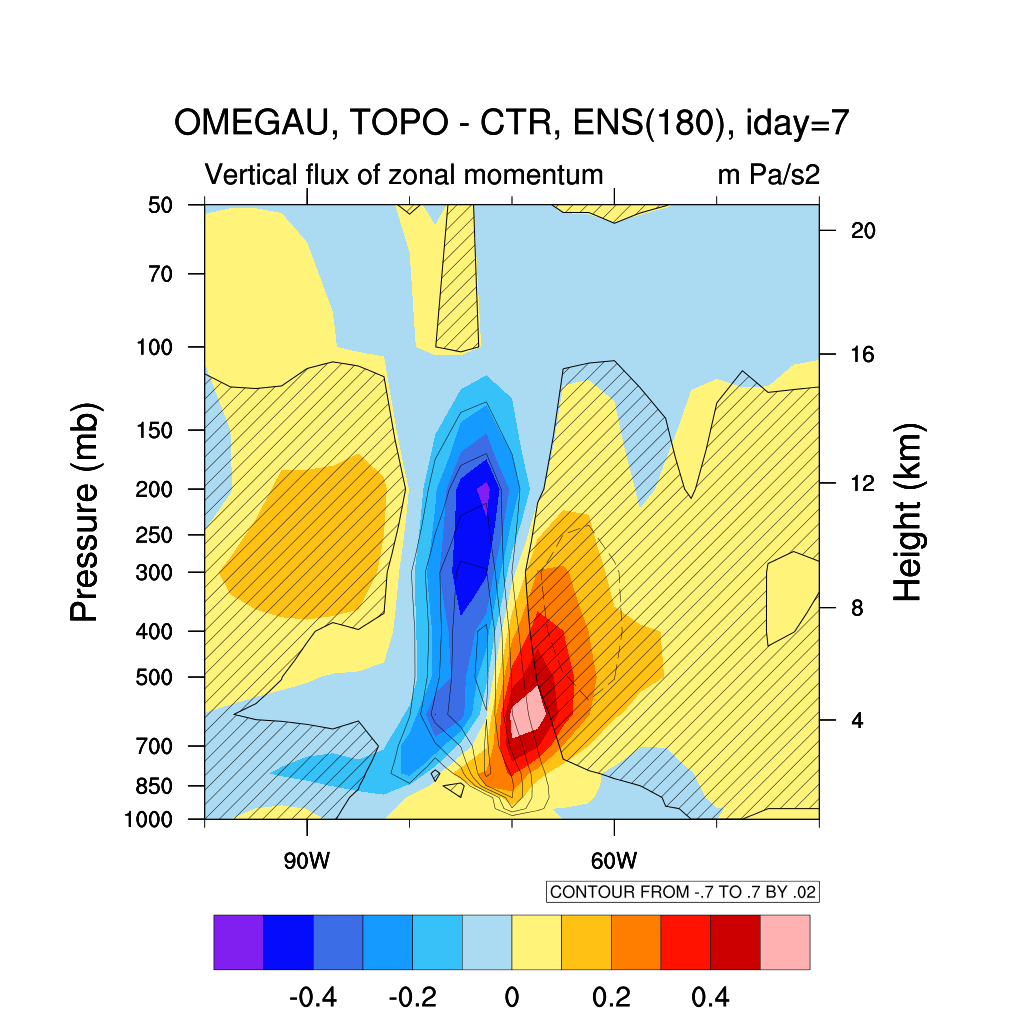 OMEGAU, TOPO - CTR, ENS(180), iday=7
Vertical flux of zonal momentum m Pa/s2
50
70
100
150
200
250
300
400
500
700
850
1000
Pressure (mb)
20
16
12
8
4
Height (km)
90W 60W
CONTOUR FROM -.7 TO .7 BY .02
-0.4 -0.2 0 0.2 0.4